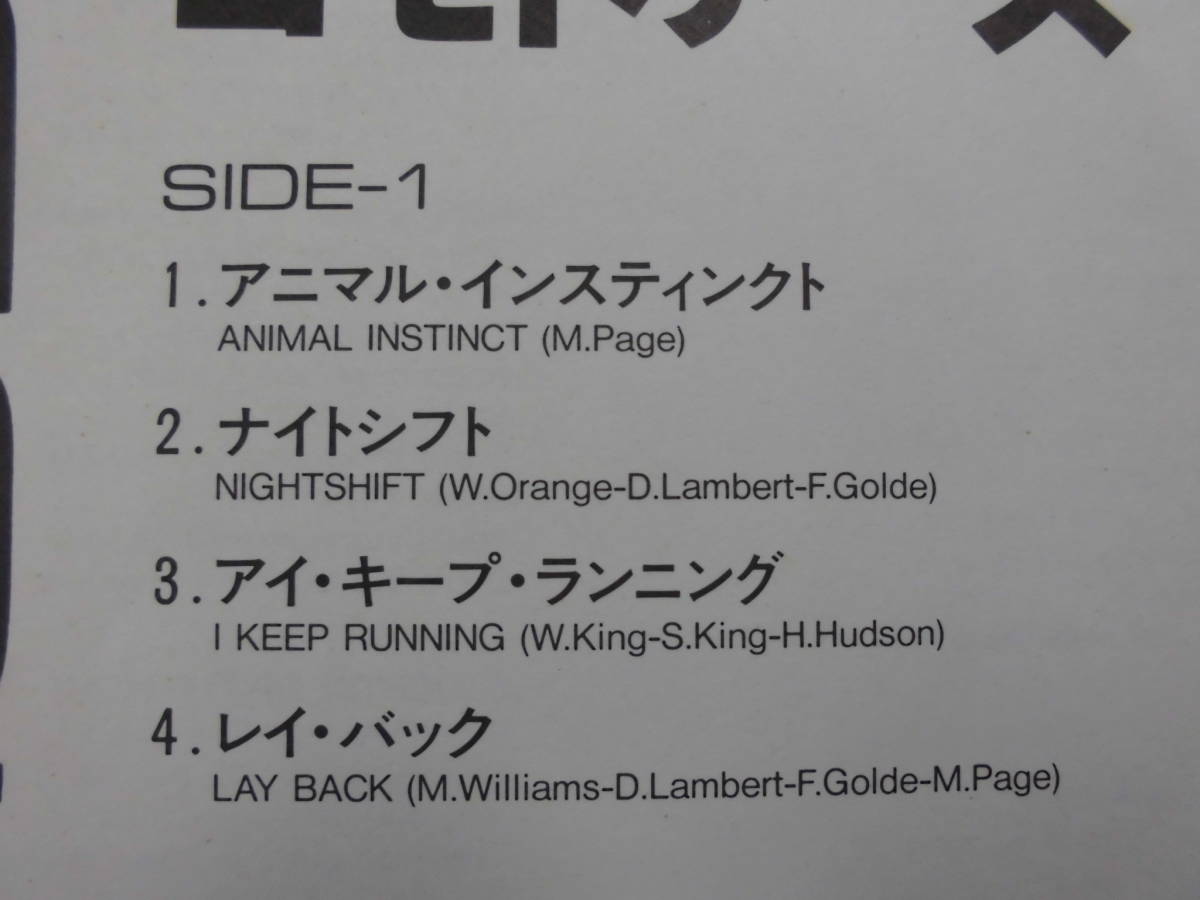 SIDE-1
1.アニマル・インスティンクト
ANIMAL INSTINCT (M.Page)
2.ナイトシフト
NIGHTSHIFT (W.Orange-D.Lambert-F.Golde)
3.アイ・キープ・ランニング
I KEEP RUNNING (W.King-S.King-H.Hudson)
4.レイ・バック
LAY BACK (M.Williams-D.Lambert-F.Golde-M.Page)